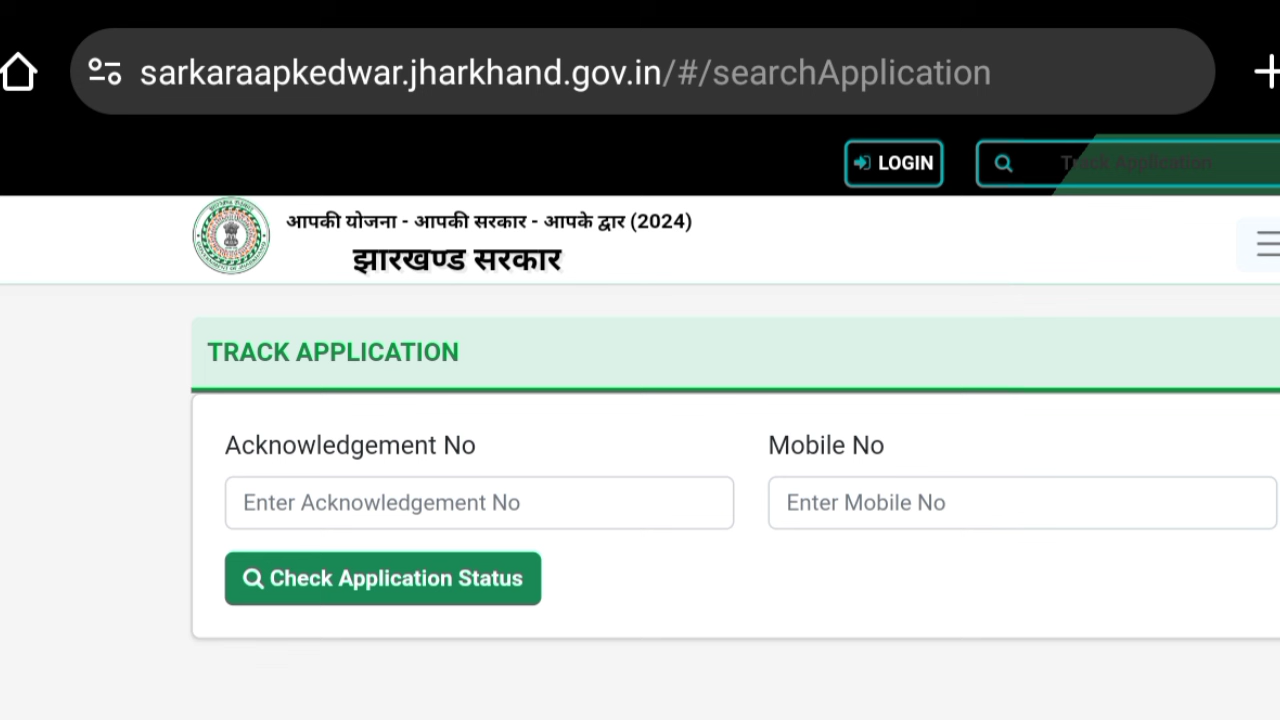 sarkaraapkedwar.jharkhand.gov.in/#/searchApplication
LOGIN
Track Application
आपकी योजना - आपकी सरकार - आपके द्वार (2024)
झारखण्ड सरकार
TRACK APPLICATION
Acknowledgement No
Mobile No
Enter Acknowledgement No
Enter Mobile No
Check Application Status